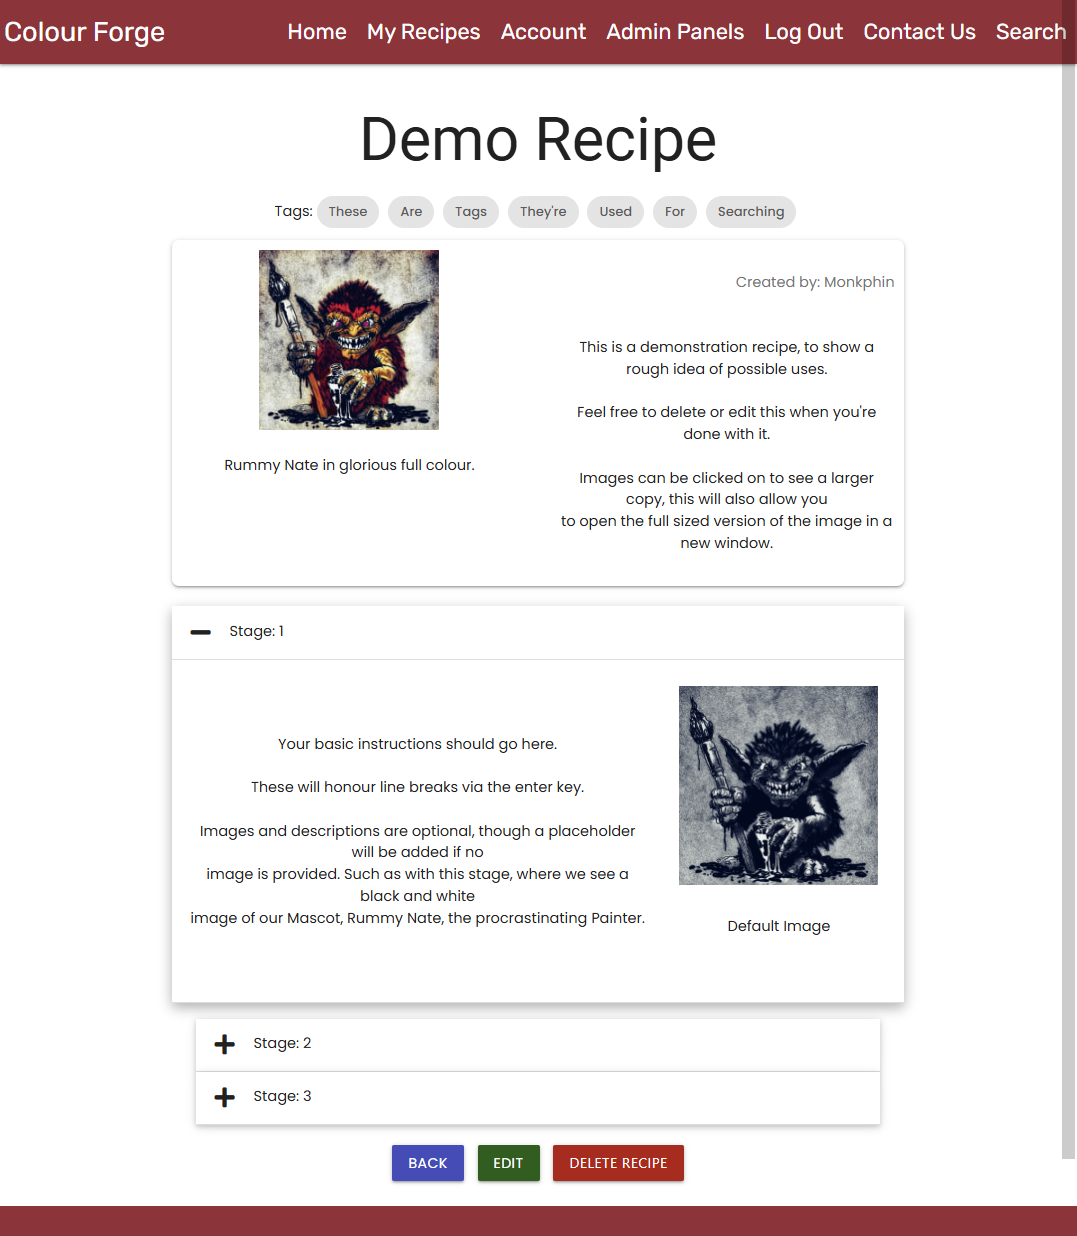 Colour Forge Home My Recipes Account Admin Panels Log Out Contact Us Search
Demo Recipe
Tags: These Are Tags They're Used For Searching
Created by: Monkphin
Rummy Nate in glorious full colour.
This is a demonstration recipe, to show a
rough idea of possible uses.
Feel free to delete or edit this when you're
done with it.
Images can be clicked on to see a larger
copy, this will also allow you
to open the full sized version of the image in a
new window.
Stage: 1
Your basic instructions should go here.
These will honour line breaks via the enter key.
Images and descriptions are optional, though a placeholder
will be added if no
image is provided. Such as with this stage, where we see a
black and white
image of our Mascot, Rummy Nate, the procrastinating Painter.
Default Image
Stage: 2
Stage: 3
BACK EDIT DELETE RECIPE